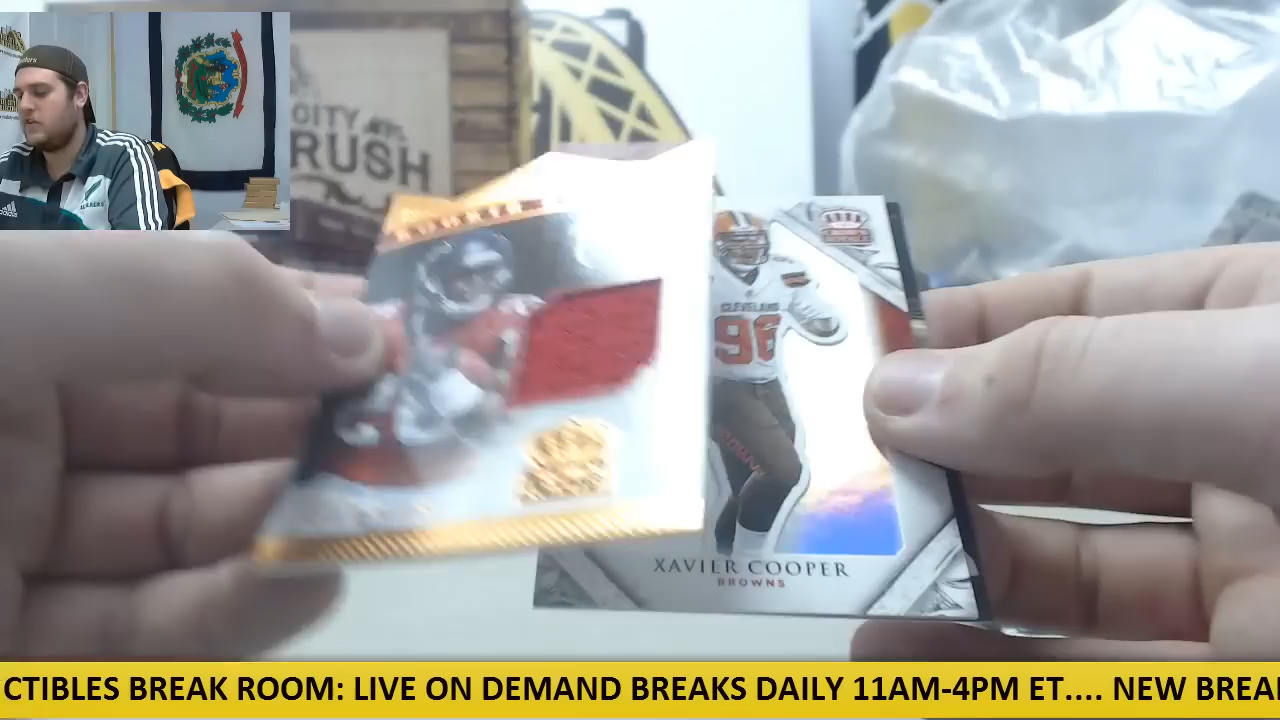 CITY
RUSH
CLEVELAND
96
XAVIER COOPER
BROWNS
CTIBLES BREAK ROOM: LIVE ON DEMAND BREAKS DAILY 11AM-4PM ET.... NEW BREA